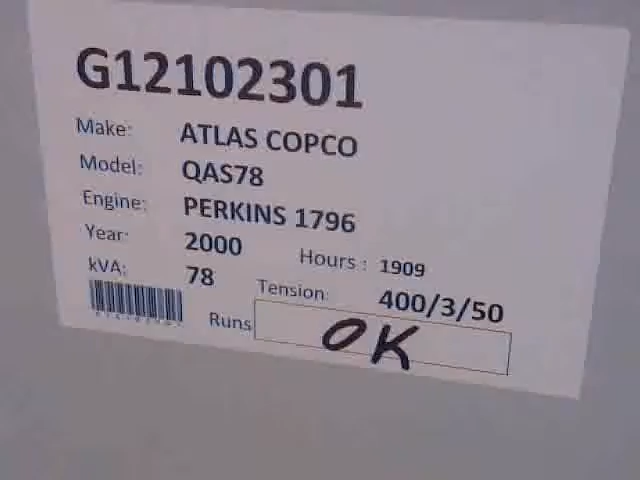 G12102301
Make: ATLAS COPCO
Model: QAS78
Engine: PERKINS 1796
Year: 2000 Hours : 1909
kVA: 78 Tension: 400/3/50
Runs OK